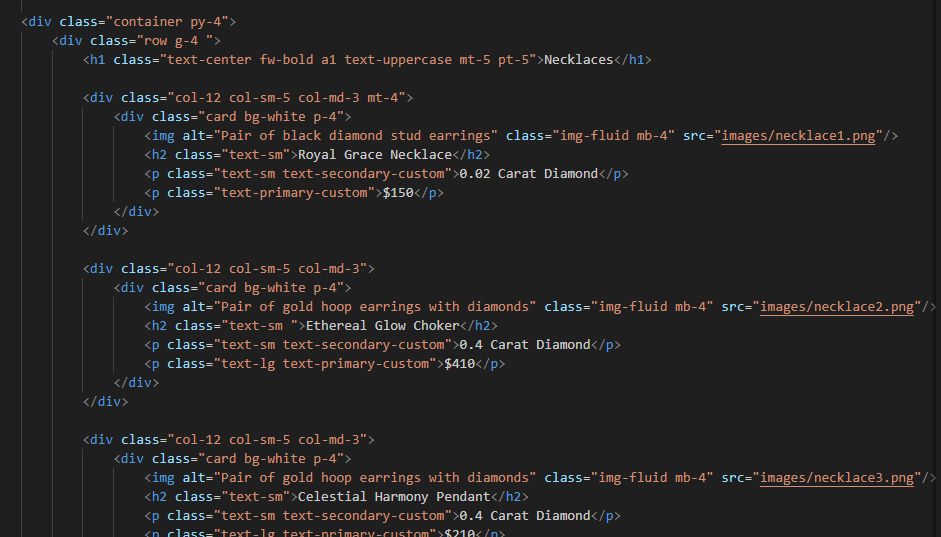 <div class="container py-4">
<div class="row g-4 ">
<h1 class="text-center fw-bold a1 text-uppercase mt-5 pt-5">Necklaces</h1>
<div class="col-12 col-sm-5 col-md-3 mt-4">
<div class="card bg-white p-4">
<img alt="Pair of black diamond stud earrings" class="img-fluid mb-4" src="images/necklace1.png"/>
<h2 class="text-sm">Royal Grace Necklace</h2>
<p class="text-sm text-secondary-custom">0.02 Carat Diamond</p>
<p class="text-primary-custom">$150</p>
</div>
</div>
<div class="col-12 col-sm-5 col-md-3">
<div class="card bg-white p-4">
<img alt="Pair of gold hoop earrings with diamonds" class="img-fluid mb-4" src="images/necklace2.png"/>
<h2 class="text-sm ">Ethereal Glow Choker</h2>
<p class="text-sm text-secondary-custom">0.4 Carat Diamond</p>
<p class="text-lg text-primary-custom">$410</p>
</div>
</div>
<div class="col-12 col-sm-5 col-md-3">
<div class="card bg-white p-4">
<img alt="Pair of gold hoop earrings with diamonds" class="img-fluid mb-4" src="images/necklace3.png"/>
<h2 class="text-sm">Celestial Harmony Pendant</h2>
<p class="text-sm text-secondary-custom">0.4 Carat Diamond</p>
<p class="text-lg text-primary-custom">$210</p>